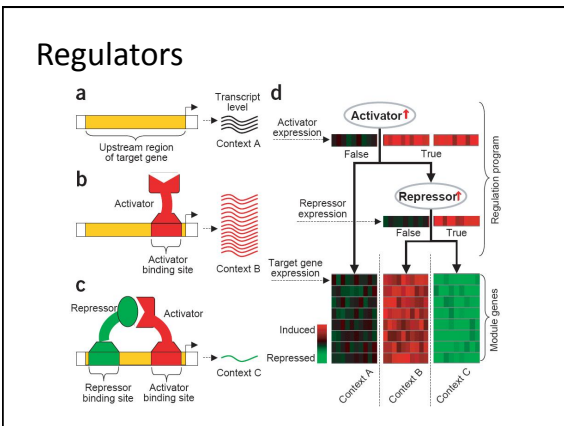 Regulators
a
Transcript
level
Upstream region
of target gene
Context A
b
Activator
Activator
binding site
Context B
c
Repressor
Activator
Repressor
binding site
Activator
binding site
Context C
d
Activator↑
Activator
expression
False
True
Repressor↑
Repressor
expression
False
True
Regulation program
Target gene
expression
Induced
Repressed
Module genes
Context A
Context B
Context C